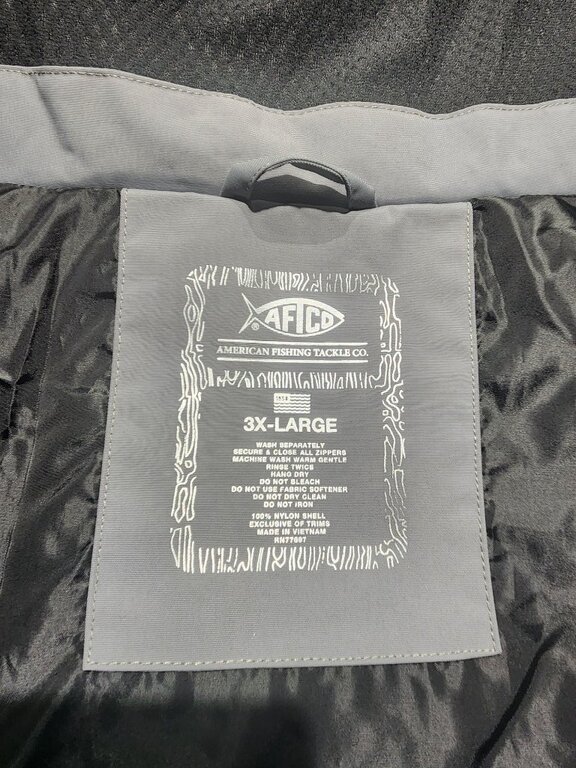 AFTCO
®
AMERICAN FISHING TACKLE CO.
3X-LARGE
WASH SEPARATELY
SECURE & CLOSE ALL ZIPPERS
MACHINE WASH WARM GENTLE
RINSE TWICE
HANG DRY
DO NOT BLEACH
DO NOT USE FABRIC SOFTENER
DO NOT DRY CLEAN
DO NOT IRON
100% NYLON SHELL
EXCLUSIVE OF TRIMS
MADE IN VIETNAM
RN77697